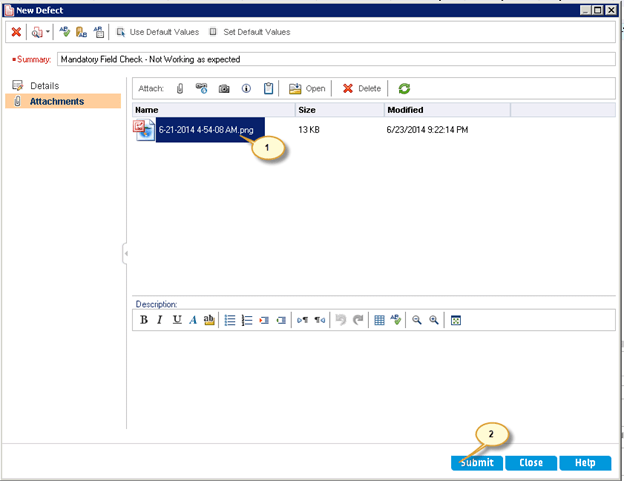 New Defect
Use Default Values Set Default Values
Summary: Mandatory Field Check - Not Working as expected
Details
Attachments
Attach: Open Delete
Name Size Modified
6-21-2014 4-54-08 AM.png 13 KB 6/23/2014 9:22:14 PM
1
Description:
B I U A ab
2
Submit Close Help